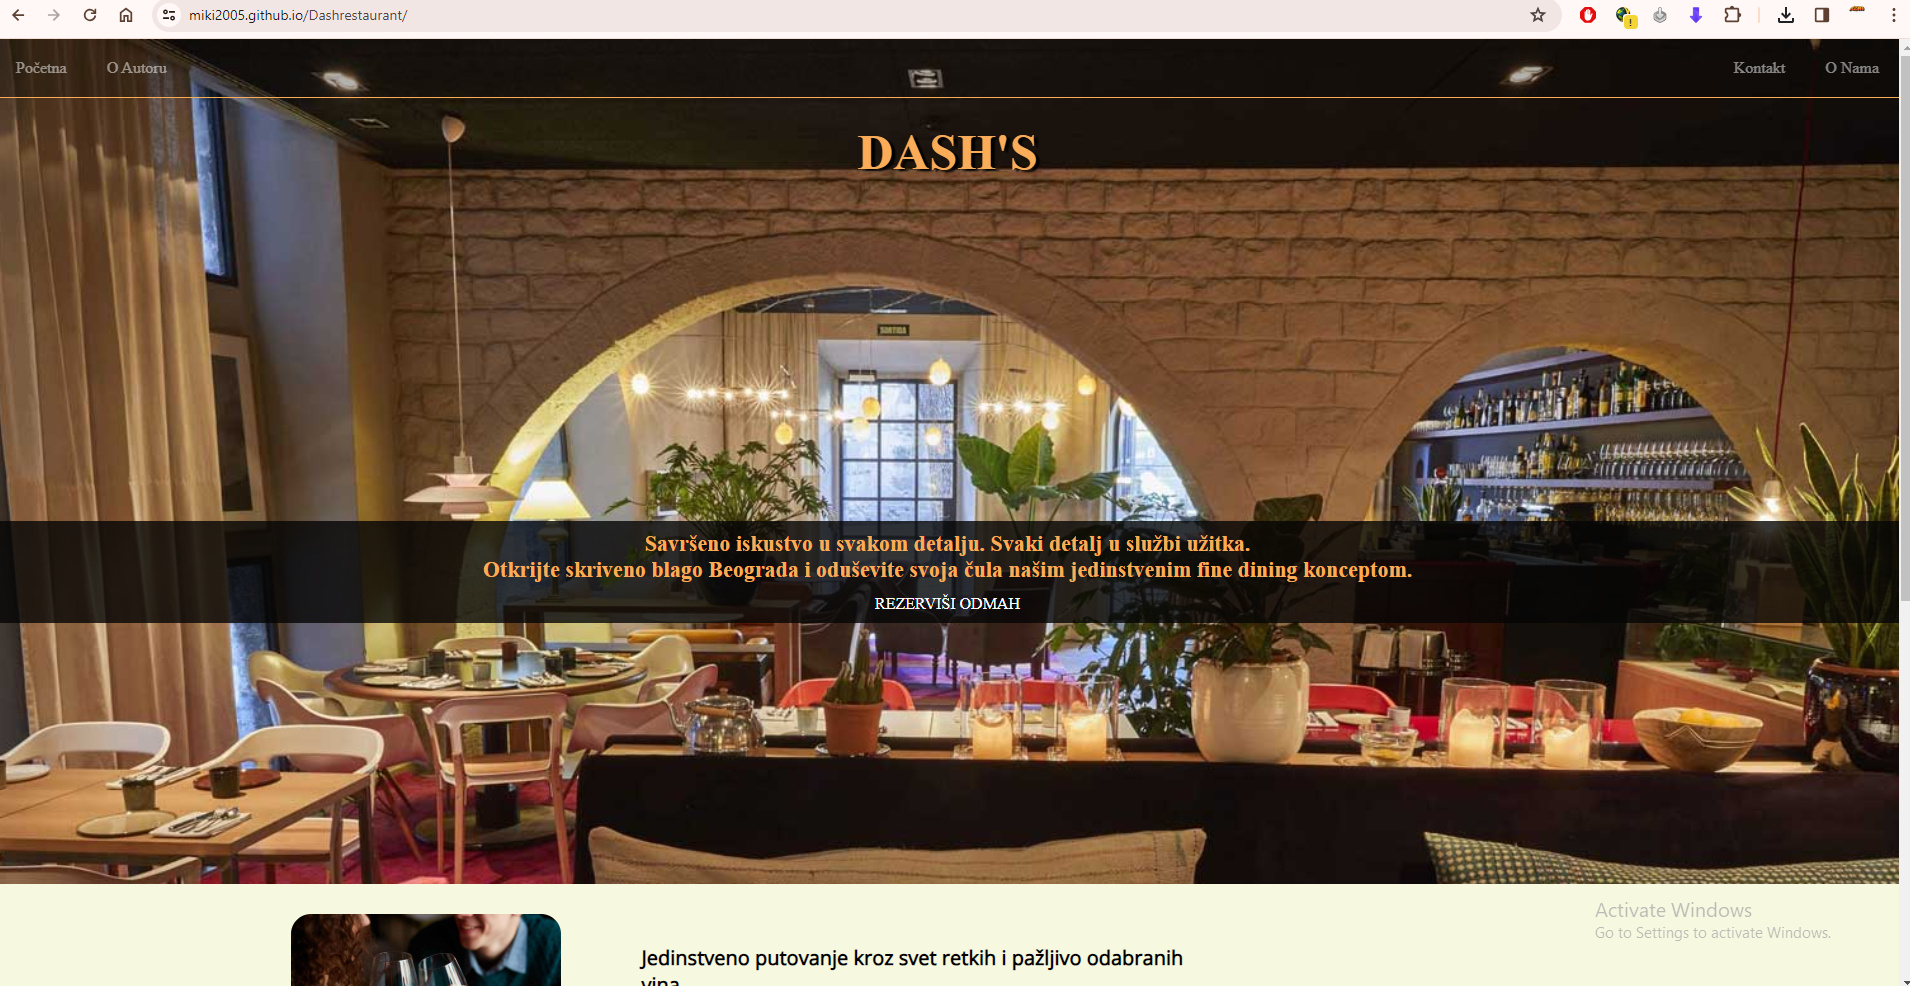 miki2005.github.io/Dashrestaurant/
Početna O Autoru Kontakt O Nama
DASH'S
SORTIDA
Savršeno iskustvo u svakom detalju. Svaki detalj u službi užitka.
Otkrijte skriveno blago Beograda i oduševite svoja čula našim jedinstvenim fine dining konceptom.
REZERVIŠI ODMAH
Activate Windows
Go to Settings to activate Windows.
Jedinstveno putovanje kroz svet retkih i pažljivo odabranih
vina